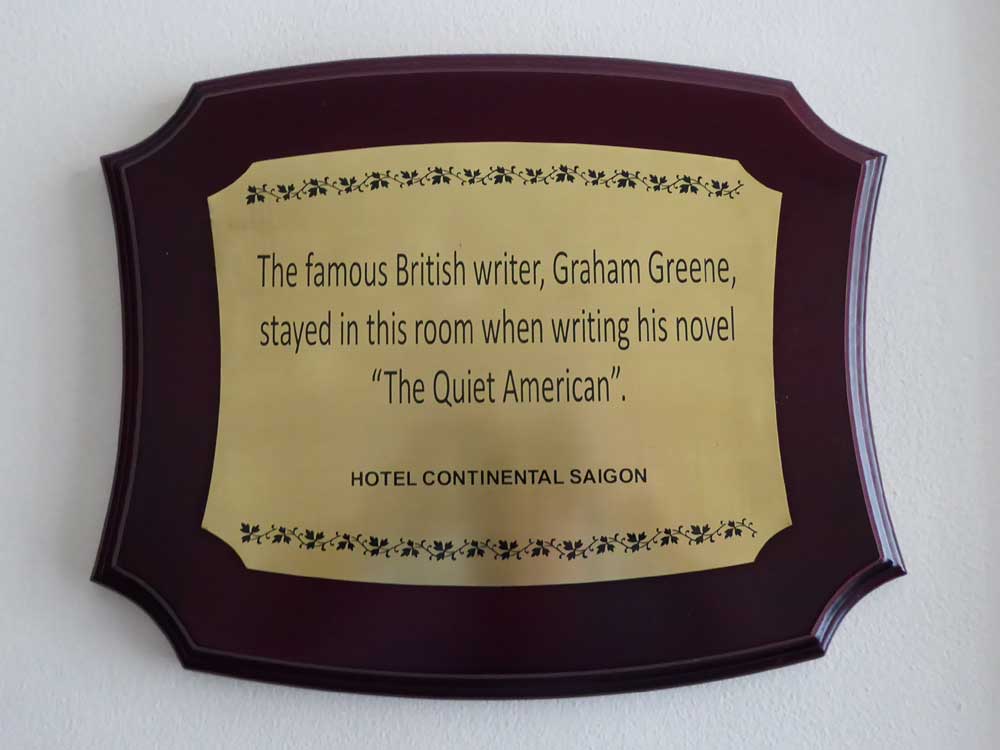 The famous British writer, Graham Greene,
stayed in this room when writing his novel
“The Quiet American”.
HOTEL CONTINENTAL SAIGON